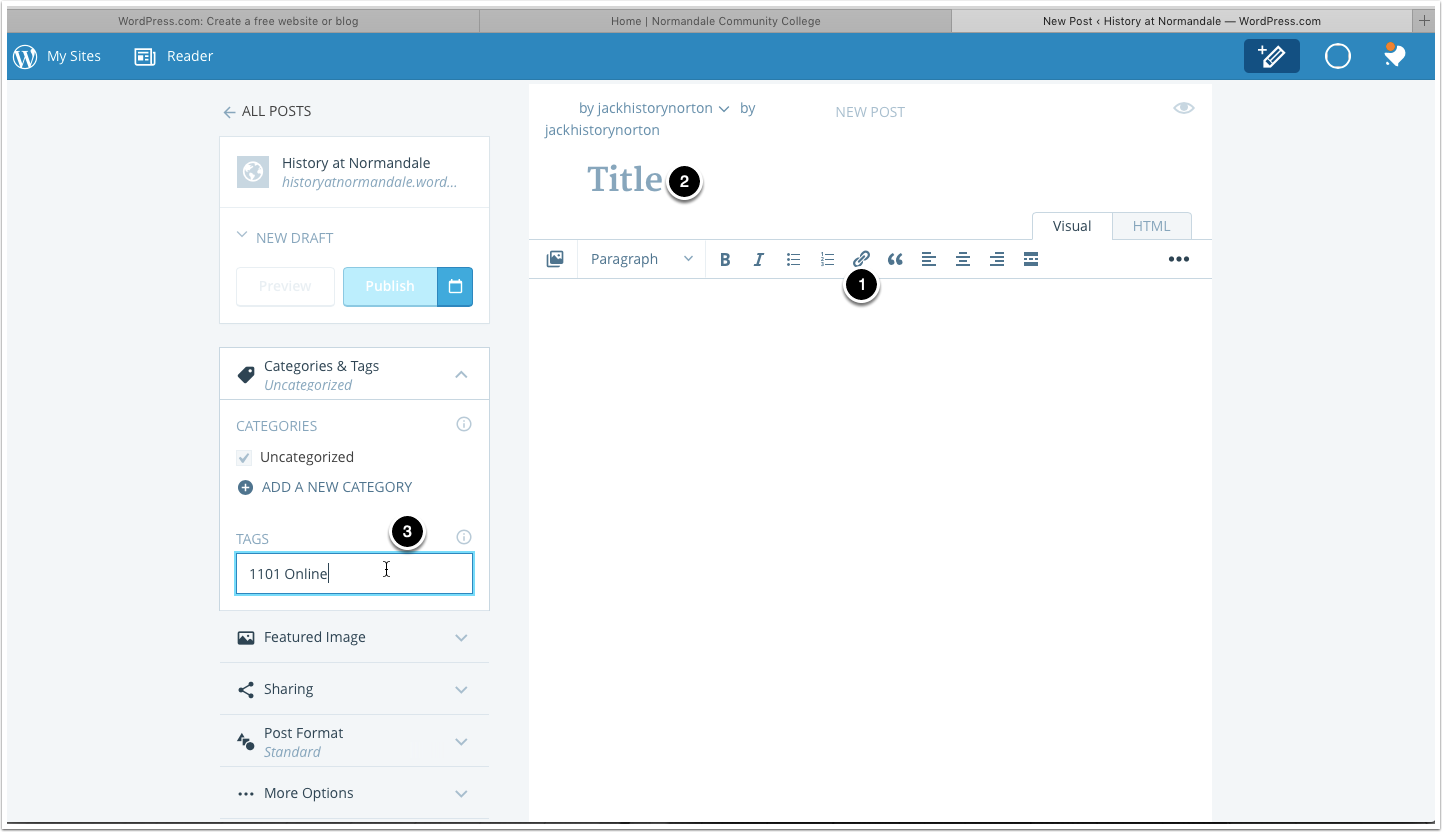 WordPress.com: Create a free website or blog
Home | Normandale Community College
New Post ‹ History at Normandale — WordPress.com
My Sites
Reader
ALL POSTS
History at Normandale
historyatnormandale.word...
NEW DRAFT
Preview
Publish
Categories & Tags
Uncategorized
CATEGORIES
Uncategorized
ADD A NEW CATEGORY
3
TAGS
1101 Online
Featured Image
Sharing
Post Format
Standard
More Options
by jackhistorynorton by
jackhistorynorton
NEW POST
Title 2
Visual HTML
Paragraph B I
1